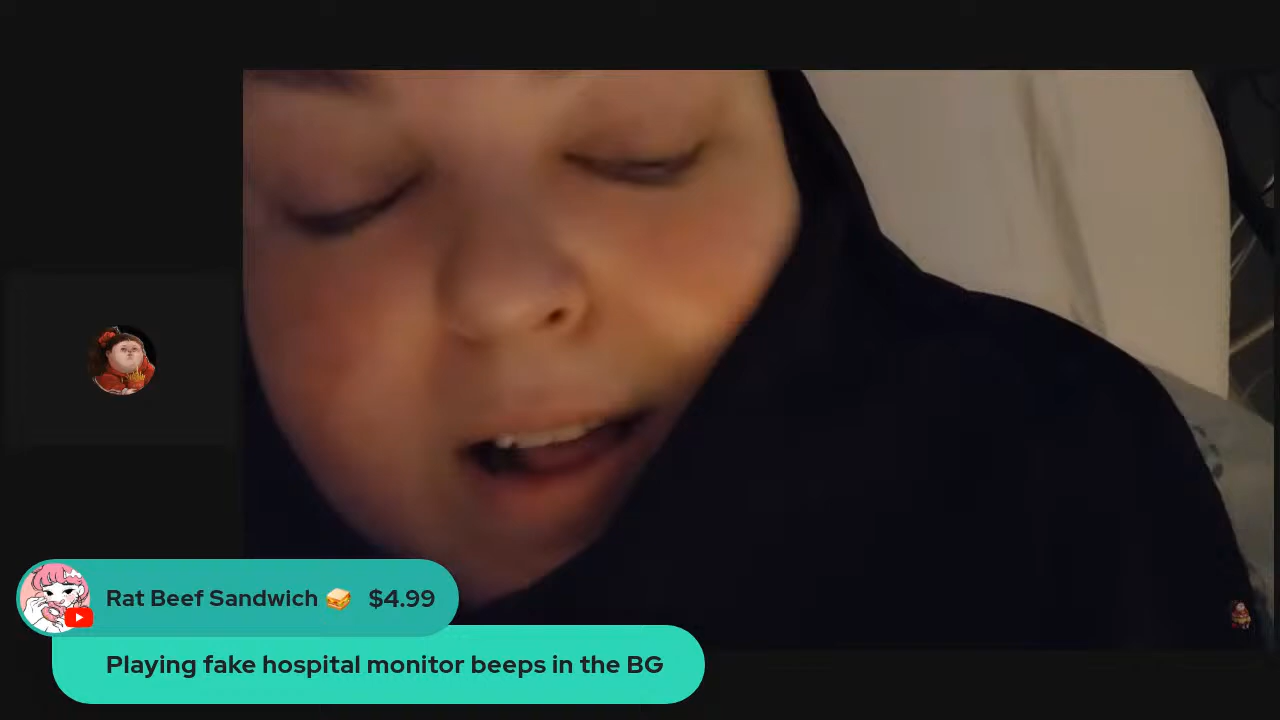 Rat Beef Sandwich 🥪 $4.99
Playing fake hospital monitor beeps in the BG